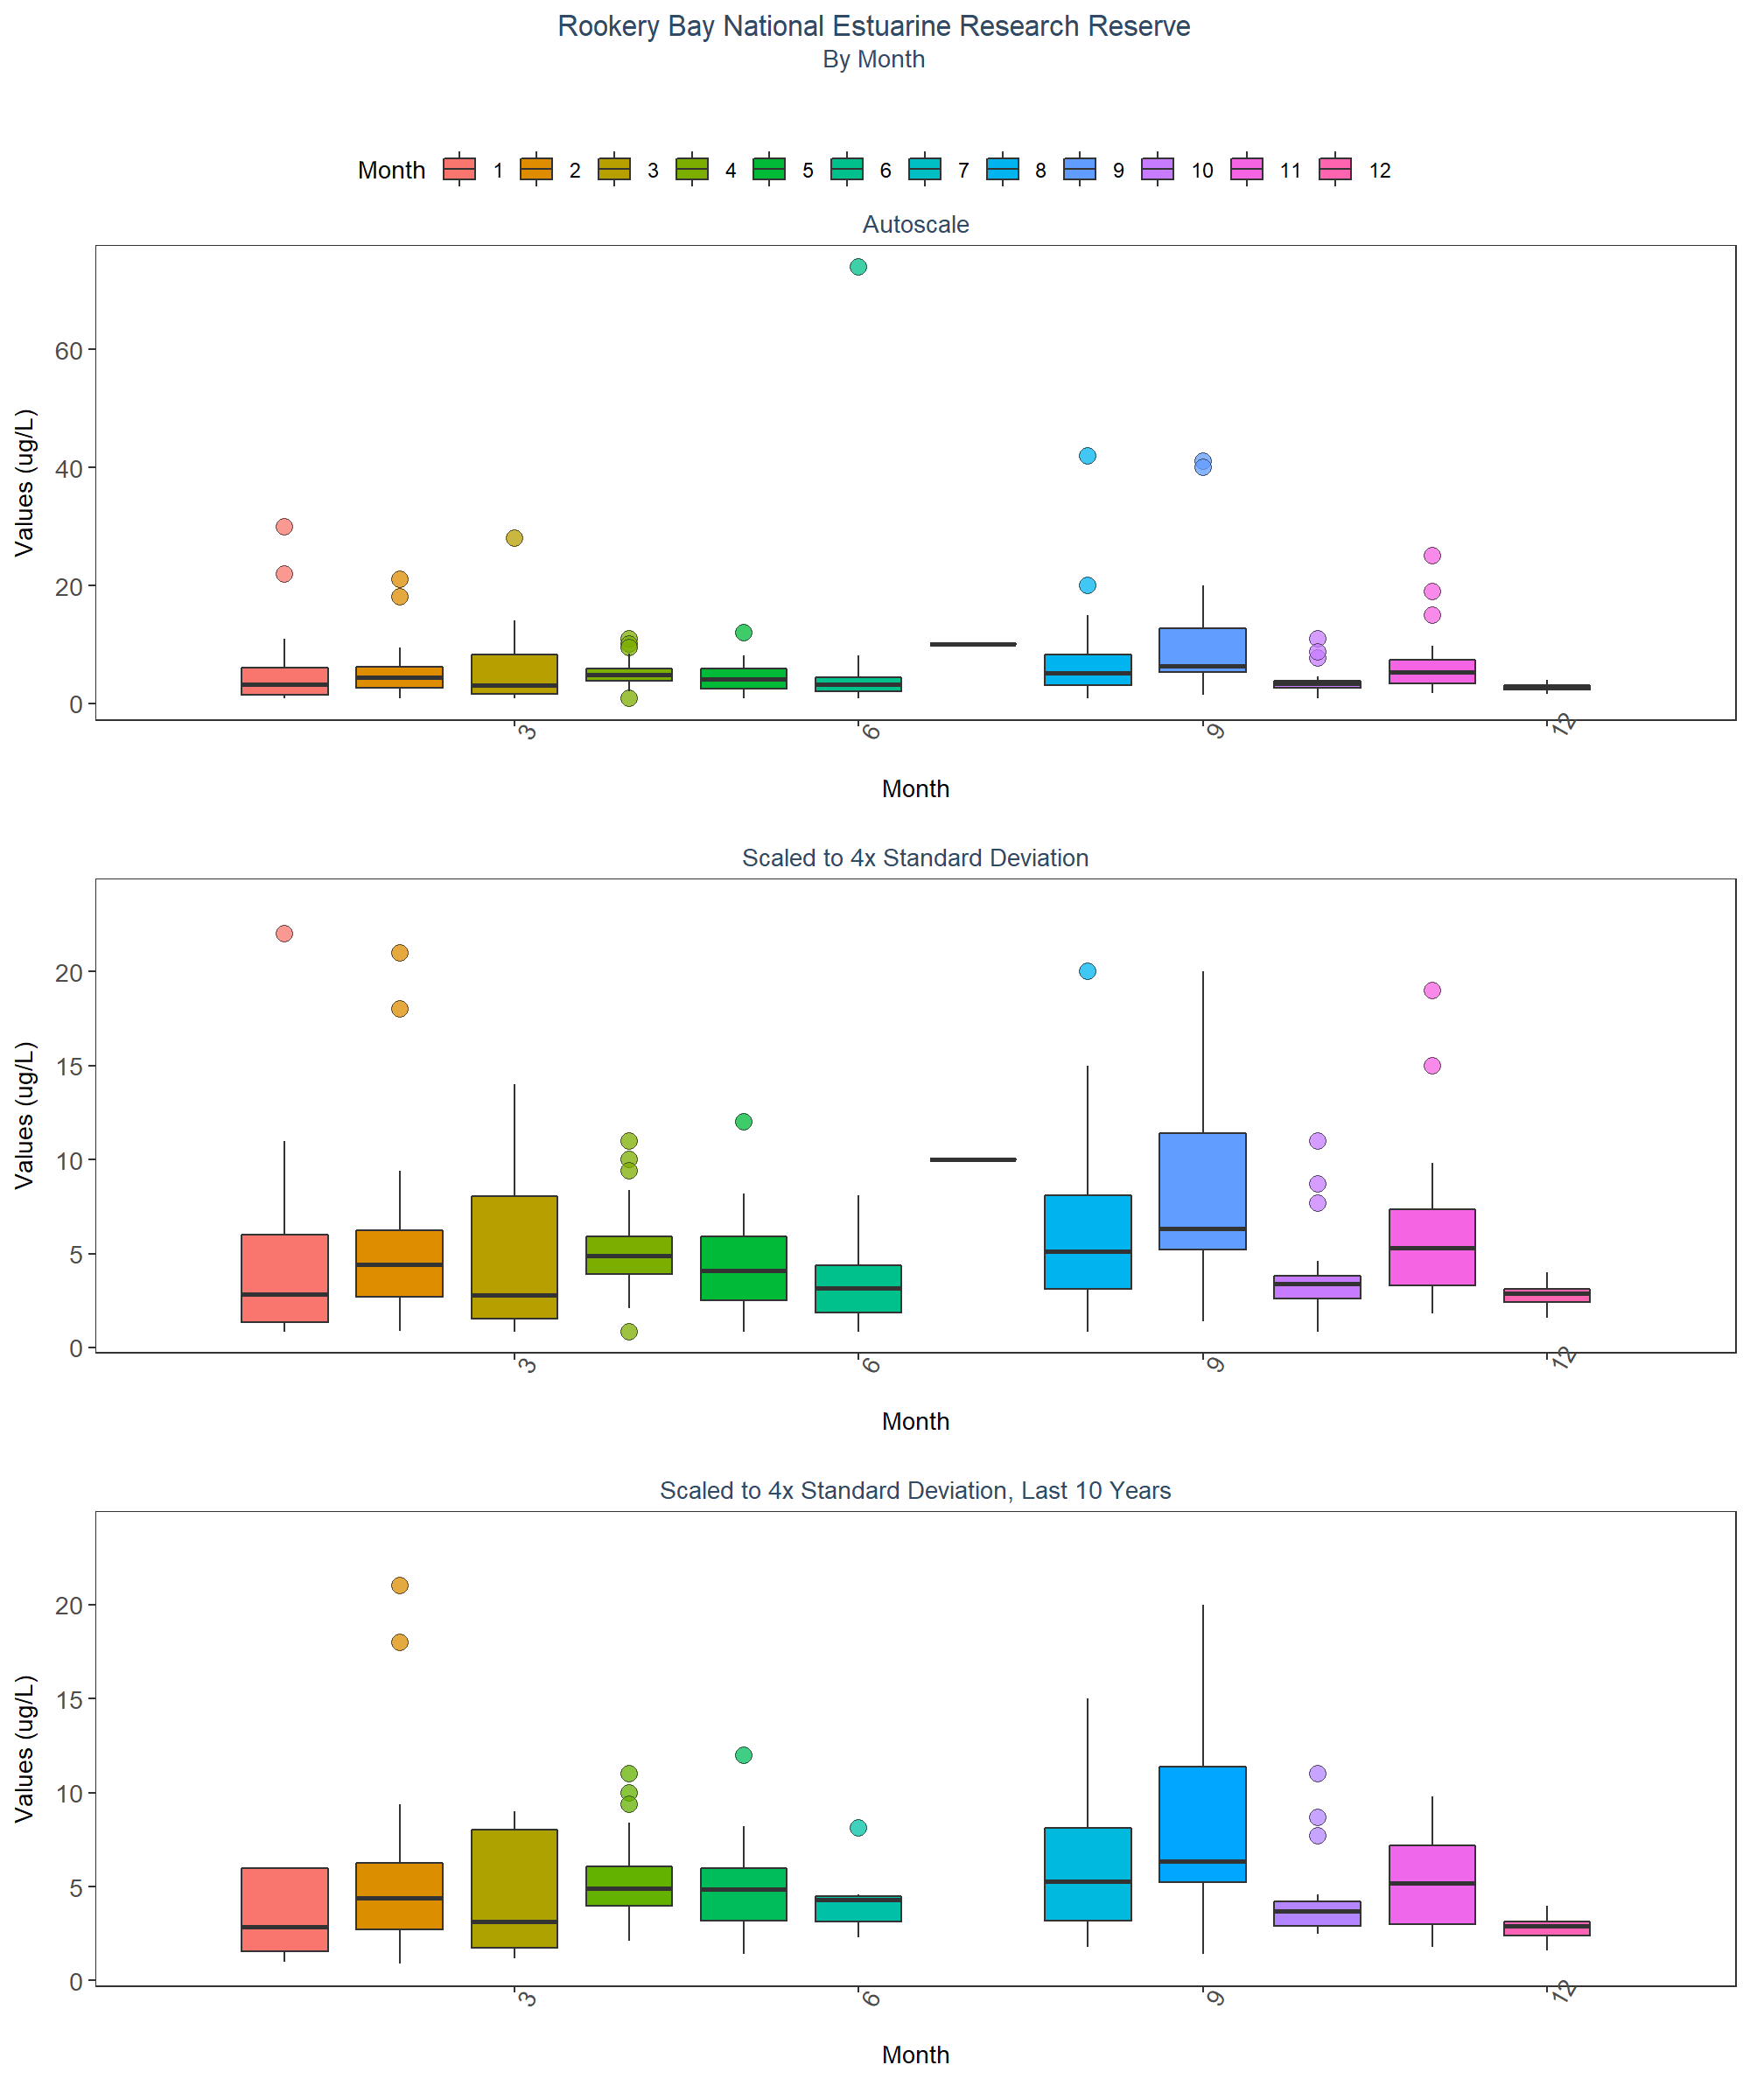 Rookery Bay National Estuarine Research Reserve
By Month
Month 1 2 3 4 5 6 7 8 9 10 11 12
Autoscale
Values (ug/L)
60
40
20
0
3 6 9 12
Month
Scaled to 4x Standard Deviation
Values (ug/L)
20
15
10
5
0
3 6 9 12
Month
Scaled to 4x Standard Deviation, Last 10 Years
Values (ug/L)
20
15
10
5
0
3 6 9 12
Month